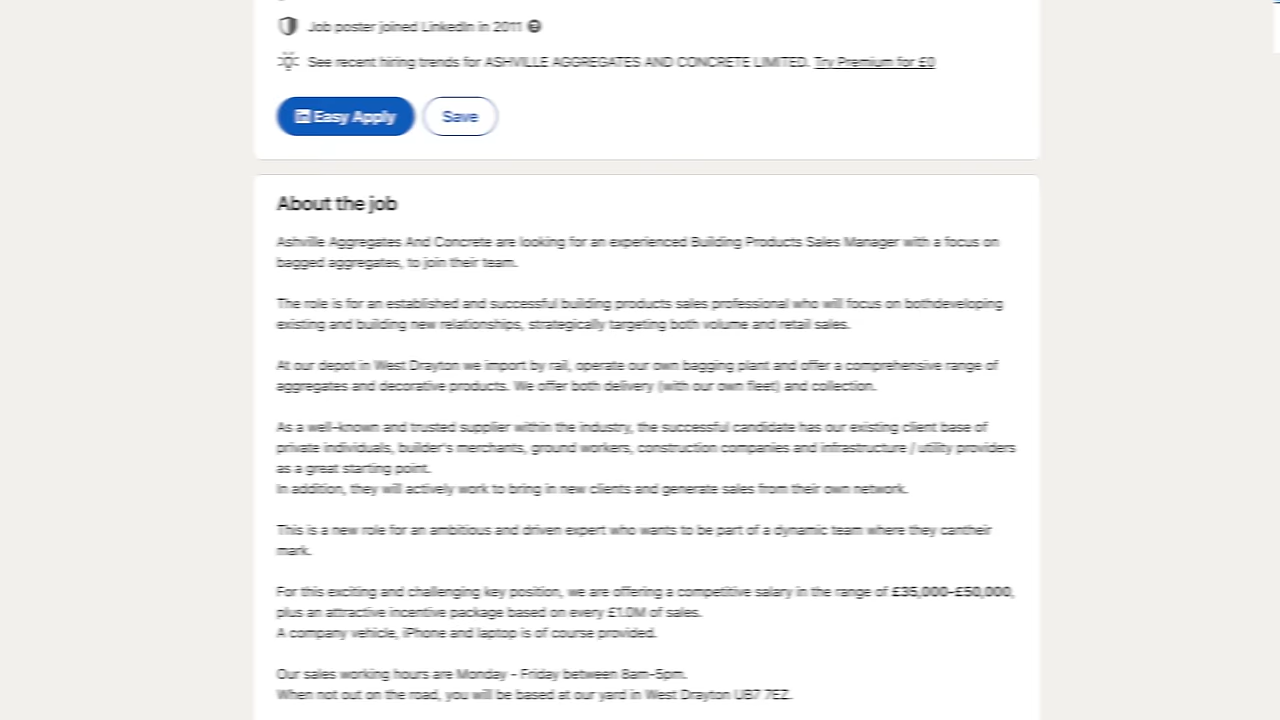 Job poster joined LinkedIn in 2011
See recent hiring trends for ASHVILLE AGGREGATES AND CONCRETE LIMITED. Try Premium for £0
Easy Apply Save
About the job
Ashville Aggregates And Concrete are looking for an experienced Building Products Sales Manager with a focus on
bagged aggregates, to join their team.
The role is for an established and successful building products sales professional who will focus on bothdeveloping
existing and building new relationships, strategically targeting both volume and retail sales.
At our depot in West Drayton we import by rail, operate our own bagging plant and offer a comprehensive range of
aggregates and decorative products. We offer both delivery (with our own fleet) and collection.
As a well-known and trusted supplier within the industry, the successful candidate has our existing client base of
private individuals, builder's merchants, ground workers, construction companies and infrastructure / utility providers
as a great starting point.
In addition, they will actively work to bring in new clients and generate sales from their own network.
This is a new role for an ambitious and driven expert who wants to be part of a dynamic team where they cantheir
mark.
For this exciting and challenging key position, we are offering a competitive salary in the range of £35,000-£50,000,
plus an attractive incentive package based on every £1.0M of sales.
A company vehicle, iPhone and laptop is of course provided.
Our sales working hours are Monday - Friday between 8am-5pm.
When not out on the road, you will be based at our yard in West Drayton UB7 7EZ.